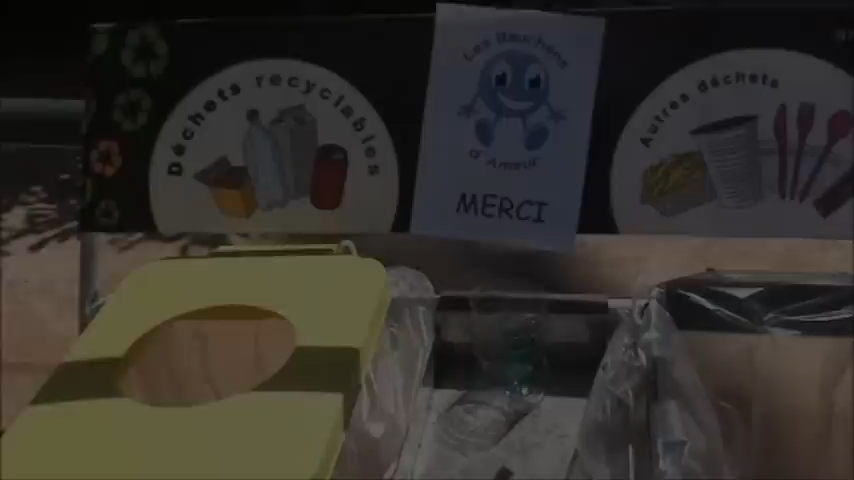 Déchets recyclables
Les Bouchons
d'Amour
MERCI
Autres déchets